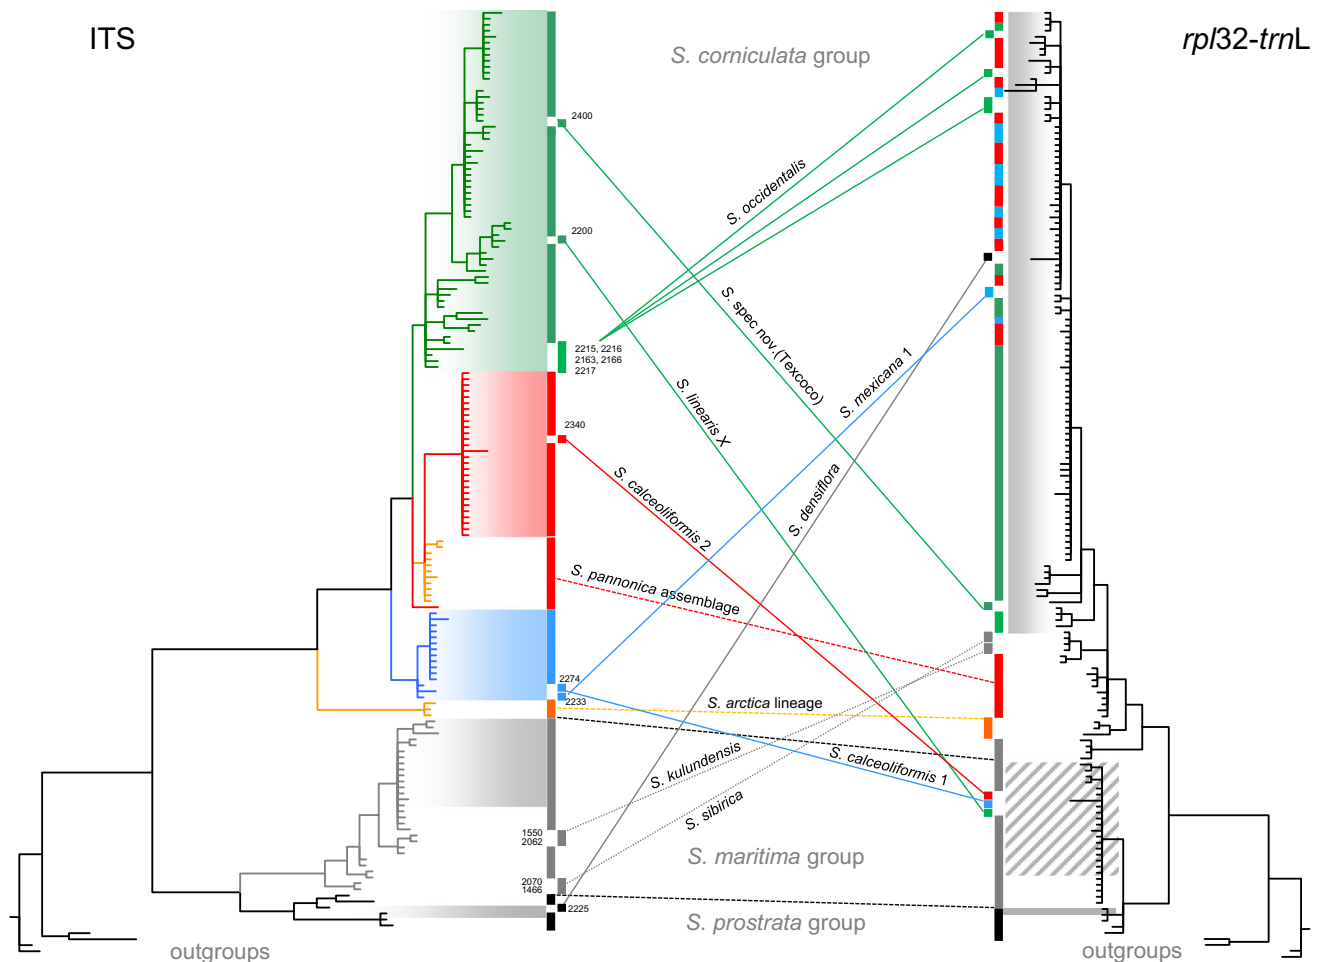 ITS
S. corniculata group
rpl32-trnL
2400
S. occidentalis
2200
S. spec nov.(Texcoco)
2215, 2216
2163, 2166
2217
S. mexicana 1
S. linearis X
2340
S. calceoliformis 2
S. densiflora
S. pannonica assemblage
2274
2233
S. arctica lineage
S. kulundensis
S. calceoliformis 1
S. sibirica
1550
2062
S. maritima group
2070
1466
2225
S. prostrata group
outgroups
outgroups